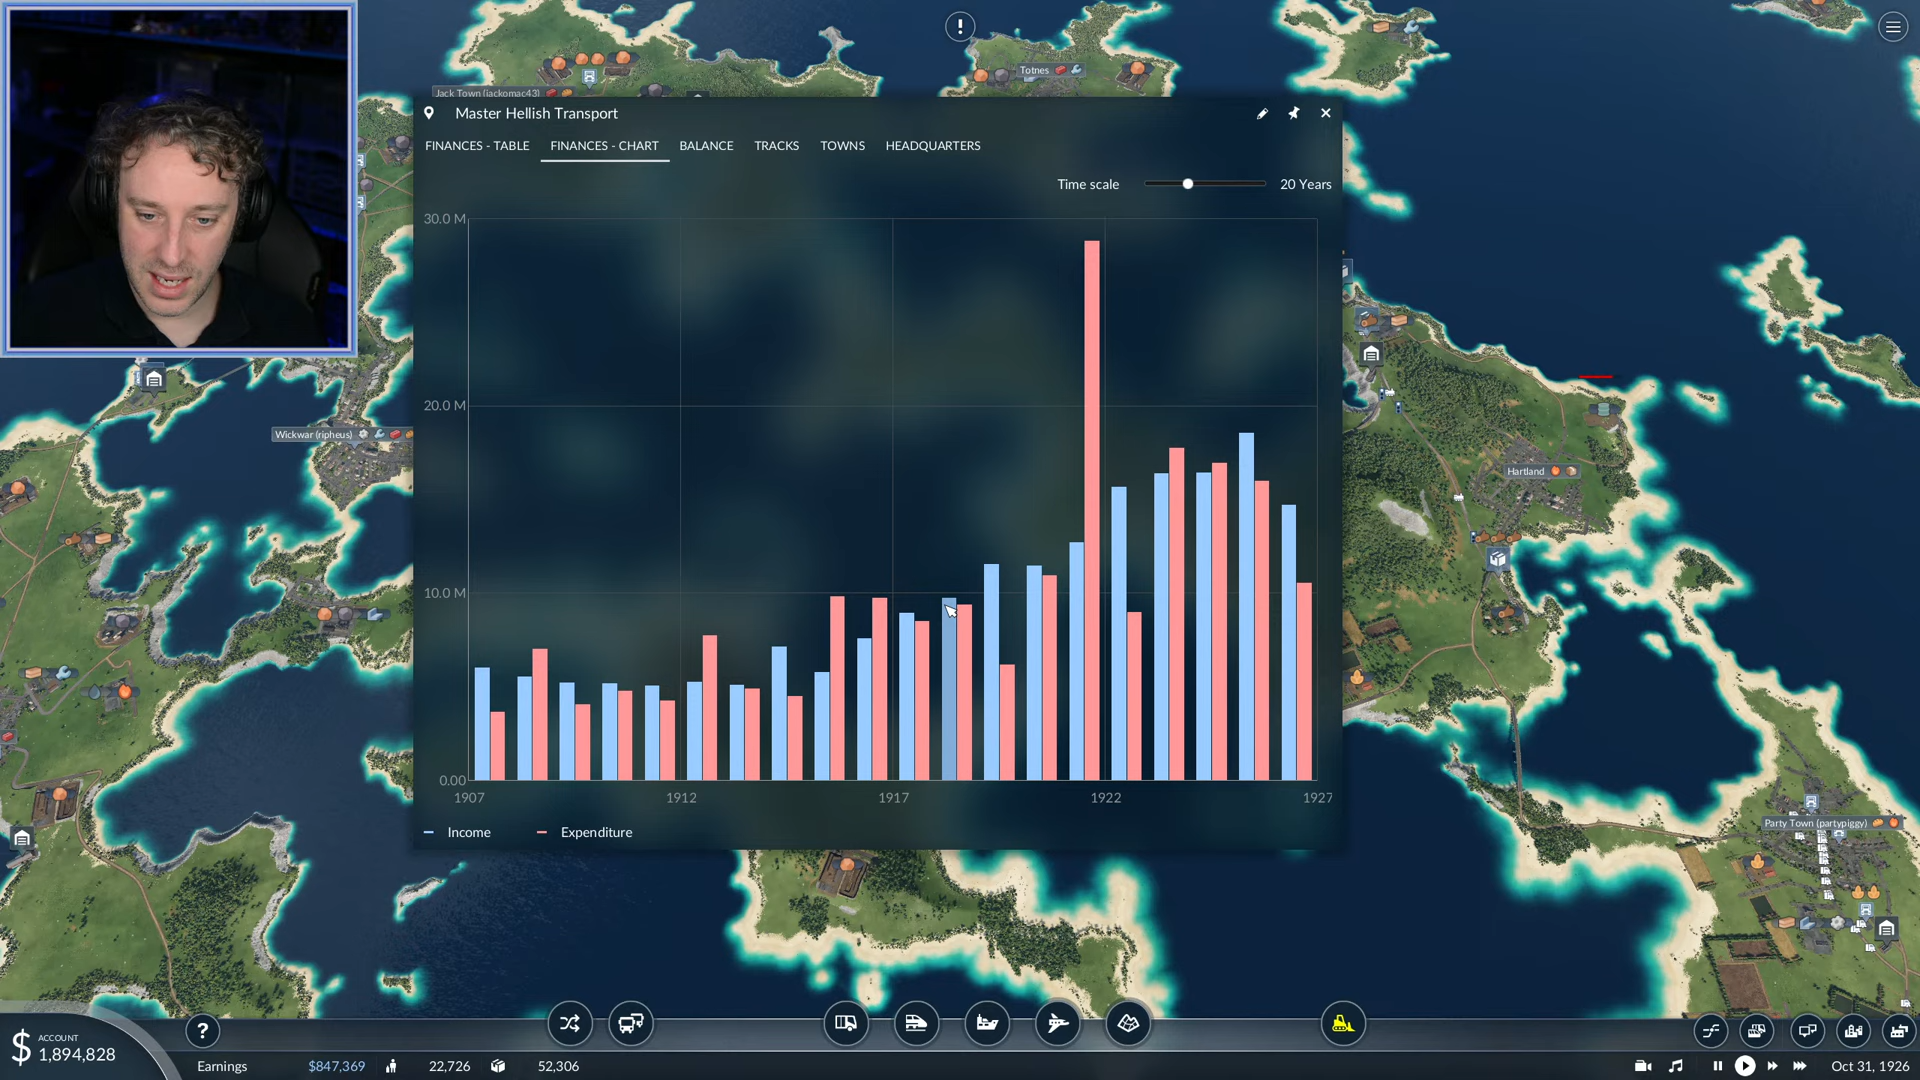 !
Totnes
Jack Town (jackomac43)
Master Hellish Transport
FINANCES - TABLE
FINANCES - CHART
BALANCE
TRACKS
TOWNS
HEADQUARTERS
Time scale
20 Years
30.0 M
20.0 M
10.0 M
0.00
1907
1912
1917
1922
1927
Income
Expenditure
Wickwar (ripheus)
Hartland
Party Town (partypiggy)
$
ACCOUNT
1,894,828
?
Earnings
$847,369
22,726
52,306
Oct 31, 1926